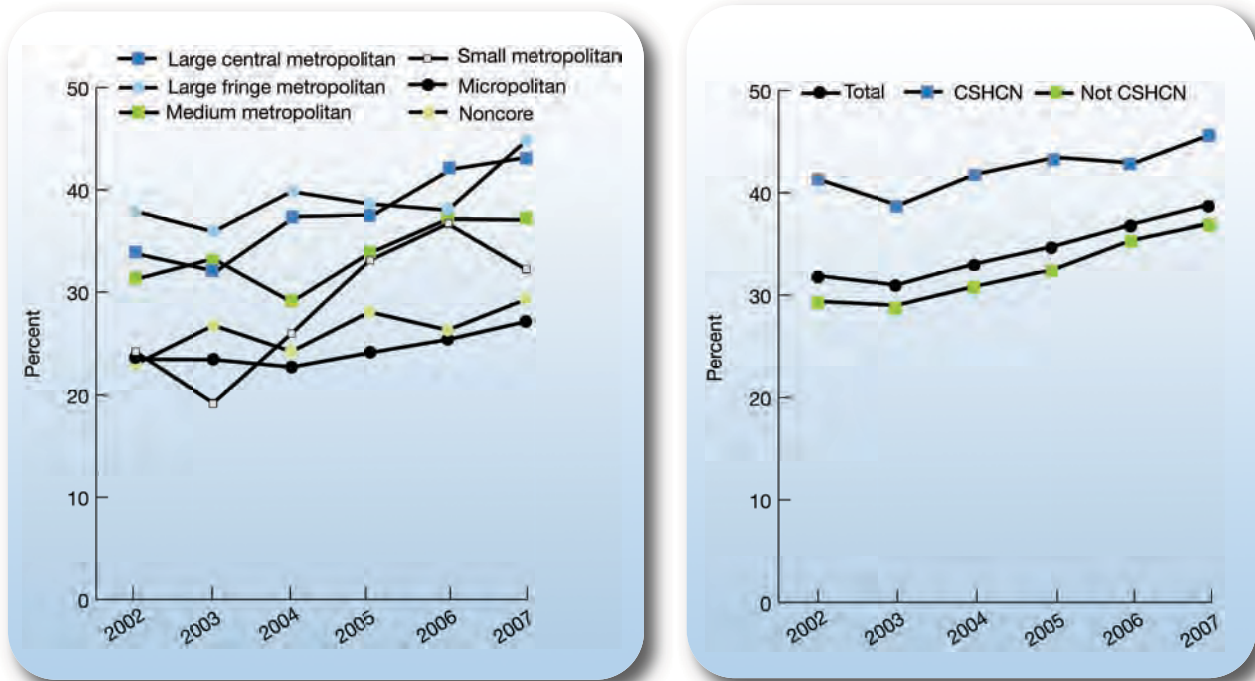 Large central metropolitan
Small metropolitan
Large fringe metropolitan
Micropolitan
Medium metropolitan
Noncore
50
40
30
20
10
0
Percent
2002
2003
2004
2005
2006
2007
Total
CSHCN
Not CSHCN
50
40
30
20
10
0
Percent
2002
2003
2004
2005
2006
2007